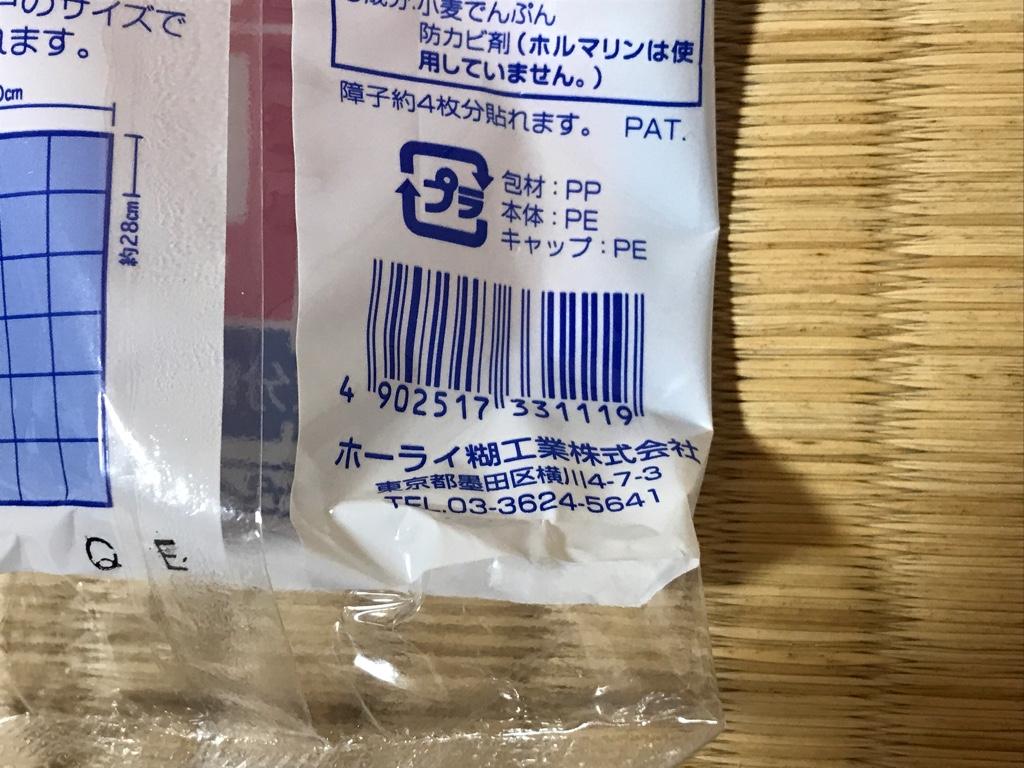 のサイズで
れます。
0cm
約28cm
成分:小麦でんぷん
防カビ剤(ホルマリンは使
用していません。)
障子約4枚分貼れます。 PAT.
プラ
包材:PP
本体:PE
キャップ:PE
4 902517 331119
ホーライ糊工業株式会社
東京都墨田区横川4-7-3
TEL.03-3624-5641
Q E.